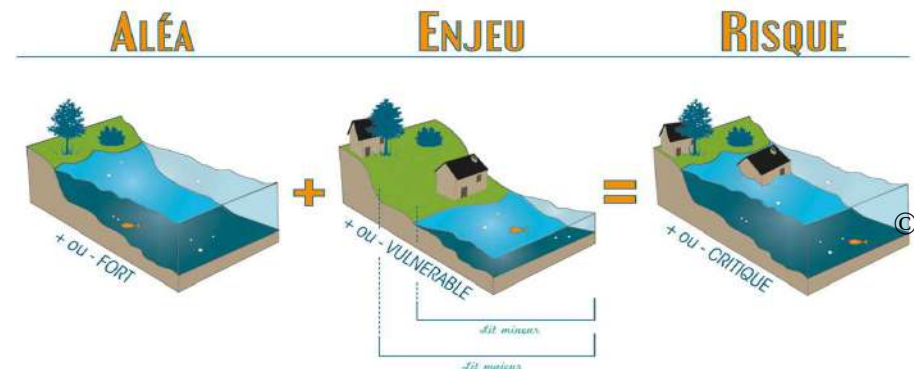 ALÉA
ENJEU
RISQUE
+
=
+ ou - FORT
+ ou - VULNERABLE
+ ou - CRITIQUE
©
Lit mineur
Lit majeur